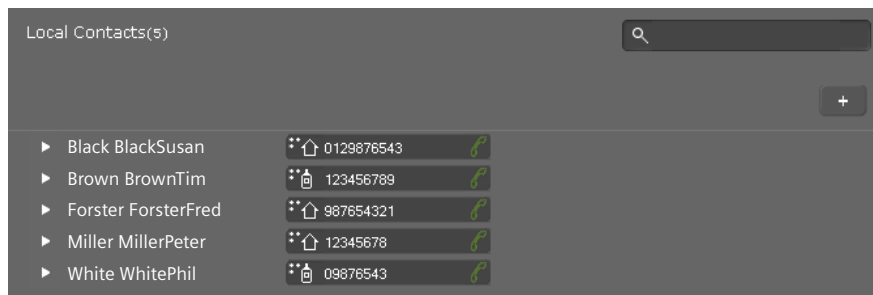 Local Contacts(5)
+
Black BlackSusan 0129876543
Brown BrownTim 123456789
Forster ForsterFred 987654321
Miller MillerPeter 12345678
White WhitePhil 09876543